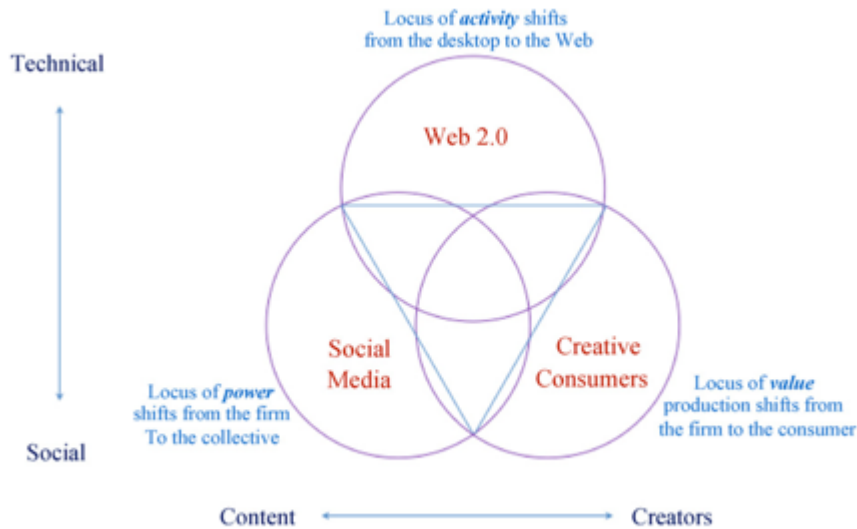 Locus of activity shifts
from the desktop to the Web
Technical
Web 2.0
Social
Media
Creative
Consumers
Locus of power
shifts from the firm
To the collective
Locus of value
production shifts from
the firm to the consumer
Social
Content
Creators